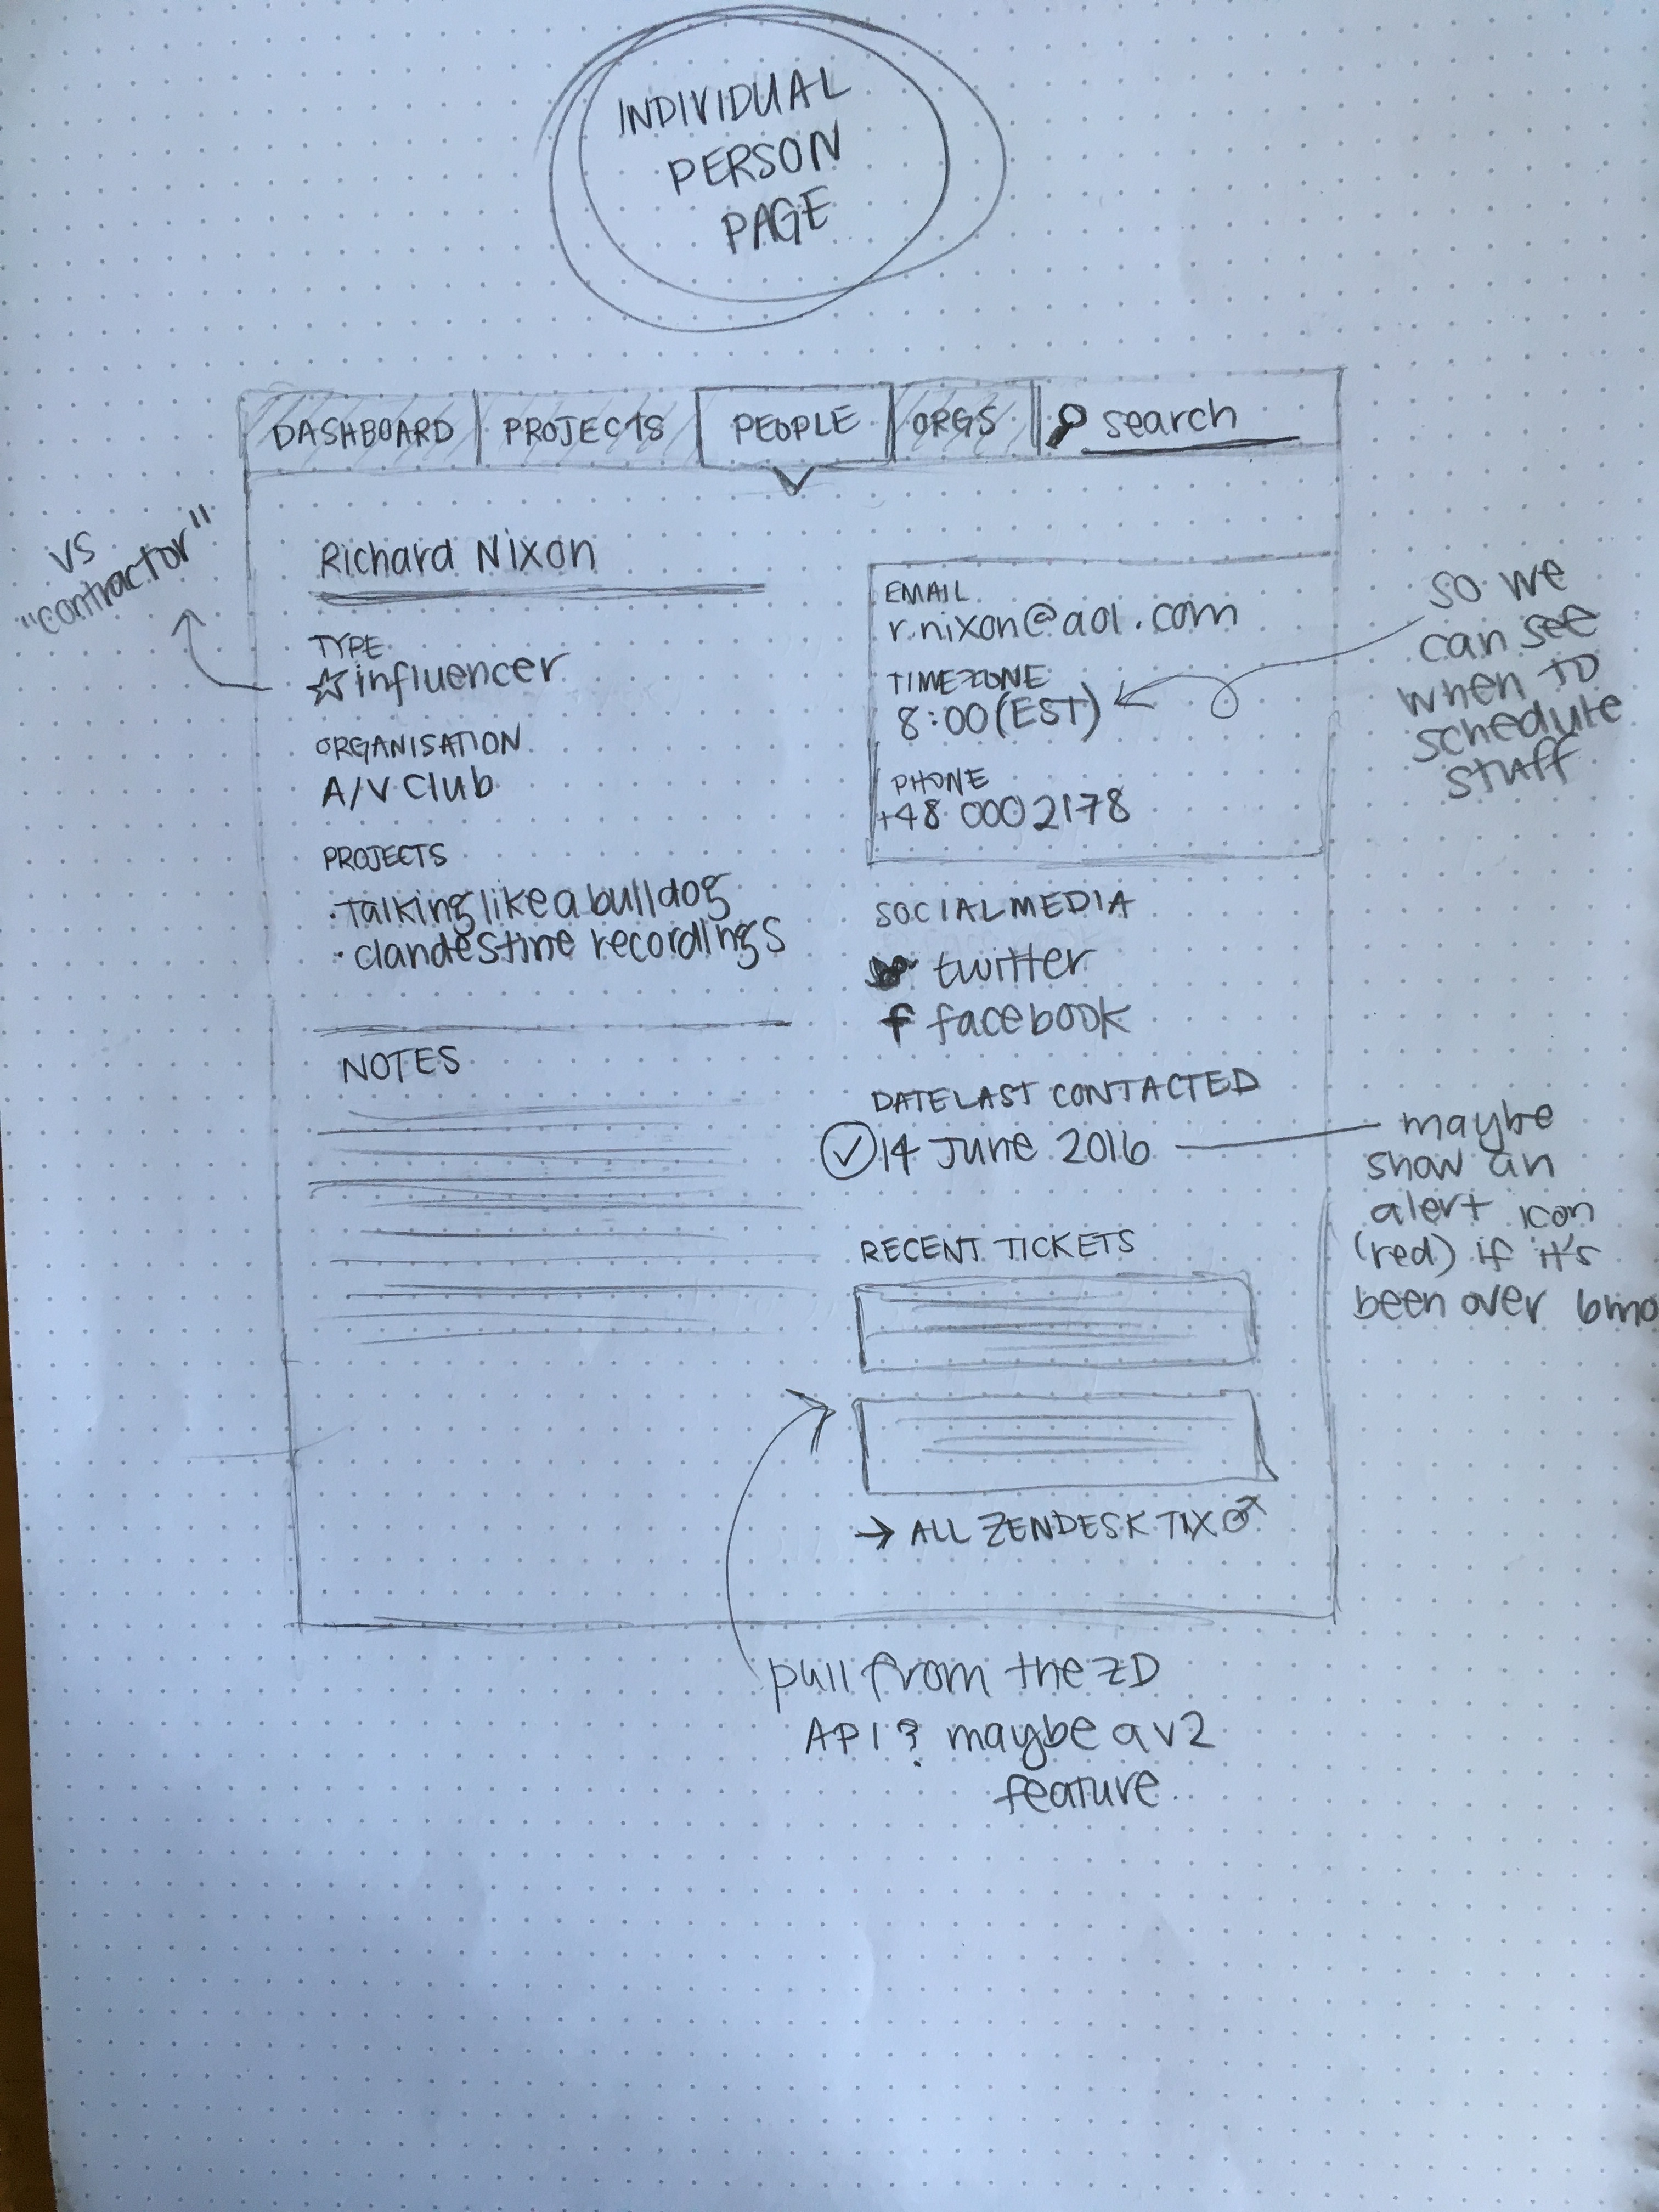 INDIVIDUAL
PERSON
PAGE
DASHBOARD
PROJECTS
PEOPLE
ORGS
search
vs
"contractor"
Richard Nixon
TYPE
influencer
ORGANISATION
A/V Club
PROJECTS
· Talking like a bulldog
· clandestine recordings
NOTES
EMAIL
r.nixon@aol.com
TIMEZONE
8:00 (EST)
PHONE
+48 000 2178
so we
can see
when to
schedule
stuff
SOCIAL MEDIA
twitter
f facebook
DATE LAST CONTACTED
14 June 2016
maybe
show an
alert icon
(red) if it's
been over 6mo
RECENT TICKETS
→ ALL ZENDESK TIX
pull from the ZD
API? maybe a v2
feature..